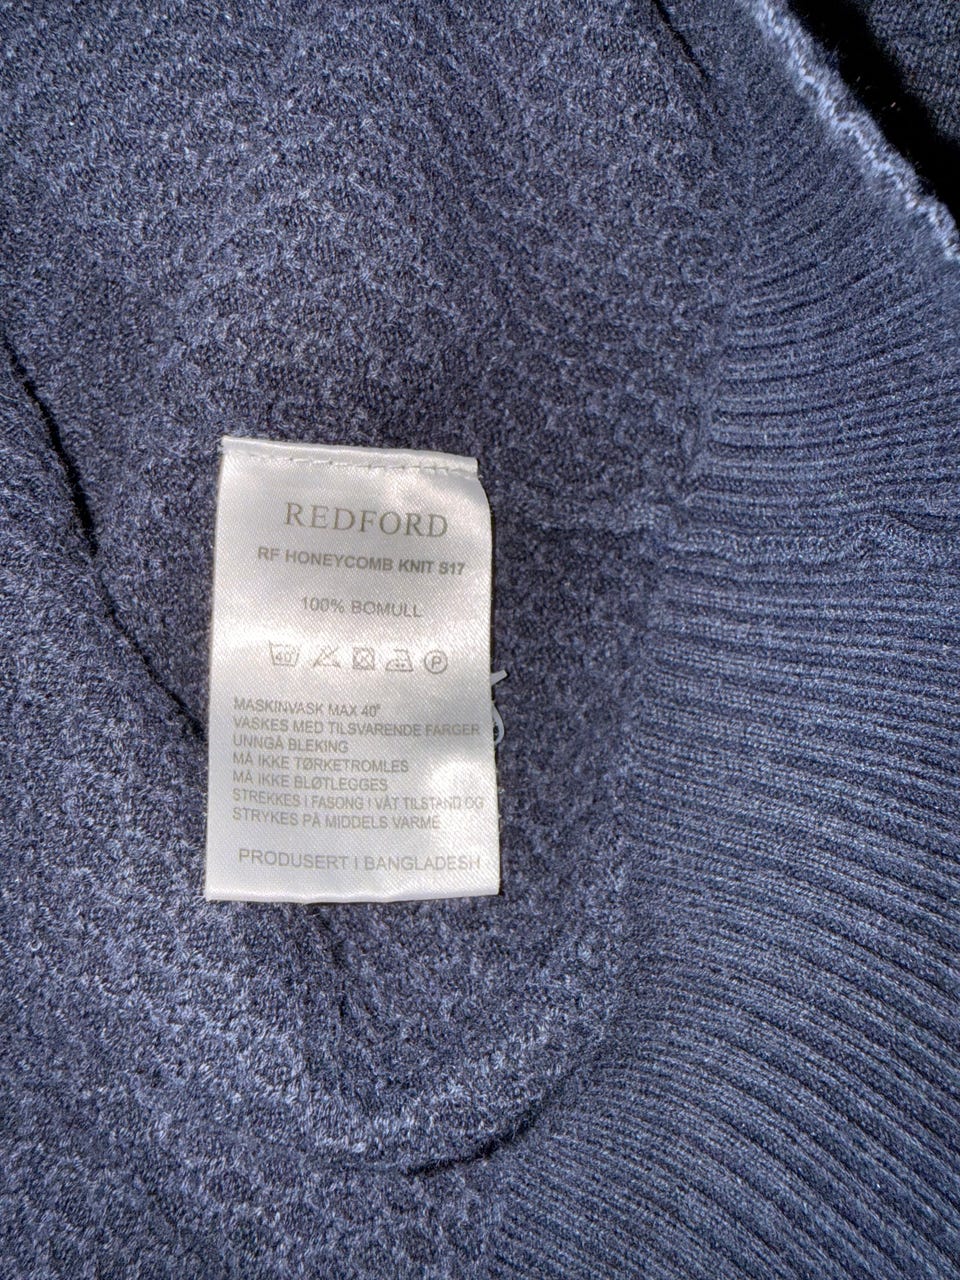 REDFORD
RF HONEYCOMB KNIT S17
100% BOMULL
40° P
MASKINVASK MAX 40°
VASKES MED TILSVARENDE FARGER
UNNGÅ BLEKING
MÅ IKKE TØRKETROMLES
MÅ IKKE BLØTLEGGES
STREKKES I FASONG I VÅT TILSTAND OG
STRYKES PÅ MIDDELS VARME
PRODUSERT I BANGLADESH